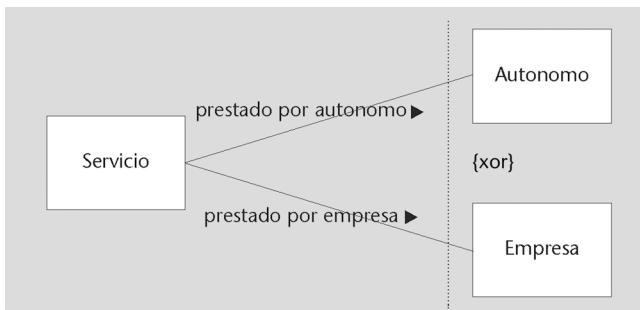 Autonomo
prestado por autonomo ▶
Servicio
{xor}
prestado por empresa ▶
Empresa